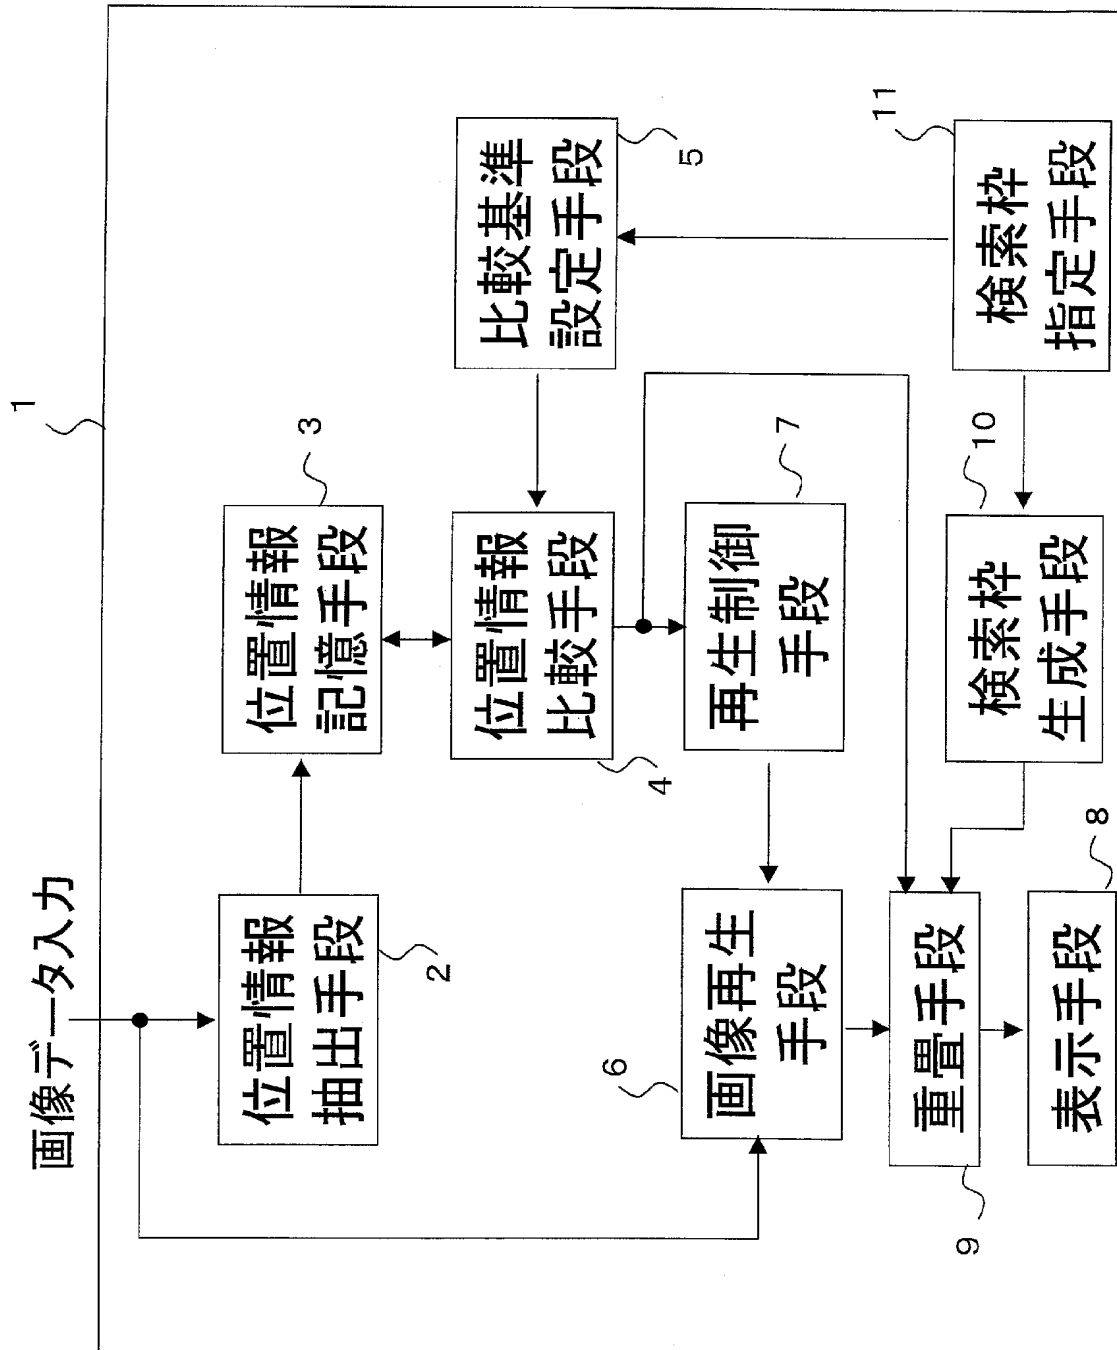 画像データ入力
1
位置情報
抽出手段
2
位置情報
記憶手段
3
位置情報
比較手段
4
比較基準
設定手段
5
画像再生
手段
6
再生制御
手段
7
重畳手段
9
表示手段
8
検索枠
生成手段
10
検索枠
指定手段
11